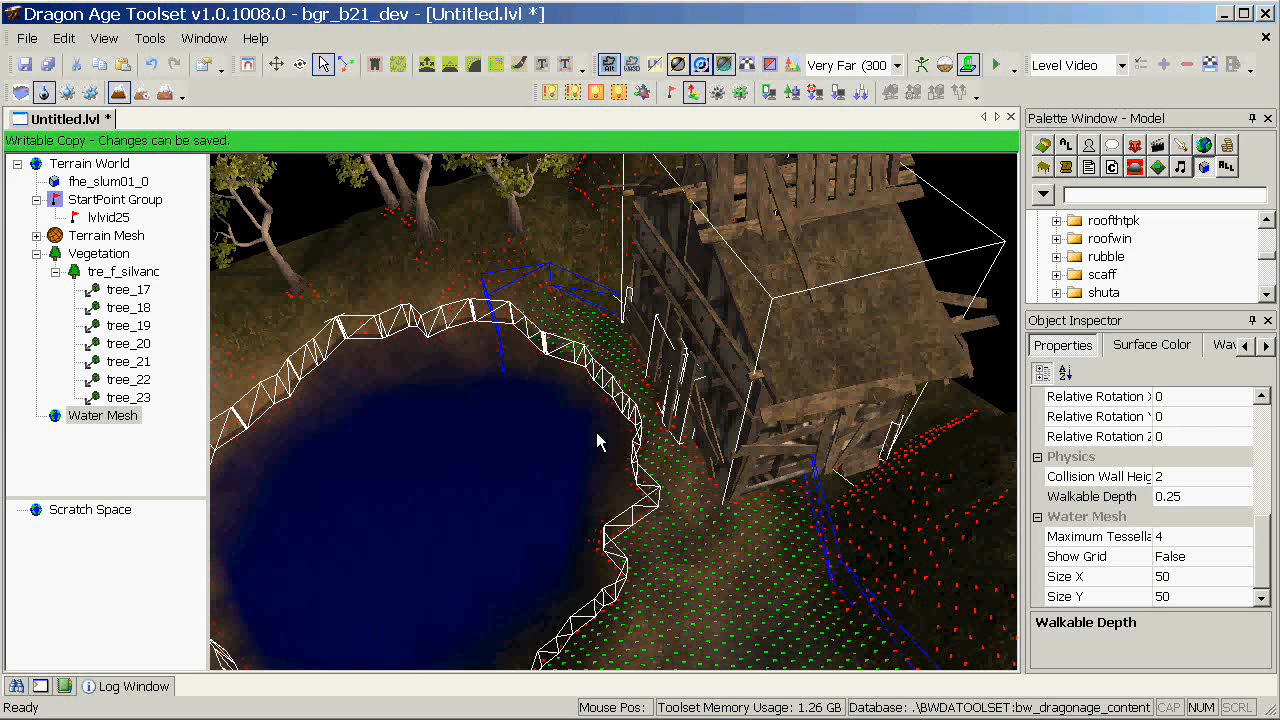 Dragon Age Toolset v1.0.1008.0 - bgr_b21_dev - [Untitled.lvl *]
File Edit View Tools Window Help
Very Far (300
Level Video
Untitled.lvl *
Writable Copy - Changes can be saved.
Terrain World
fhe_slum01_0
StartPoint Group
lvlvid25
Terrain Mesh
Vegetation
tre_f_silvanc
tree_17
tree_18
tree_19
tree_20
tree_21
tree_22
tree_23
Water Mesh
Scratch Space
Palette Window - Model
roofthtpk
roofwin
rubble
scaff
shuta
Object Inspector
Properties Surface Color Wav
Relative Rotation X 0
Relative Rotation Y 0
Relative Rotation Z 0
Physics
Collision Wall Heig 2
Walkable Depth 0.25
Water Mesh
Maximum Tessella 4
Show Grid False
Size X 50
Size Y 50
Walkable Depth
Log Window
Ready Mouse Pos: Toolset Memory Usage: 1.26 GB Database: .\BWDATOOLSET:bw_dragonage_content CAP NUM SCRL